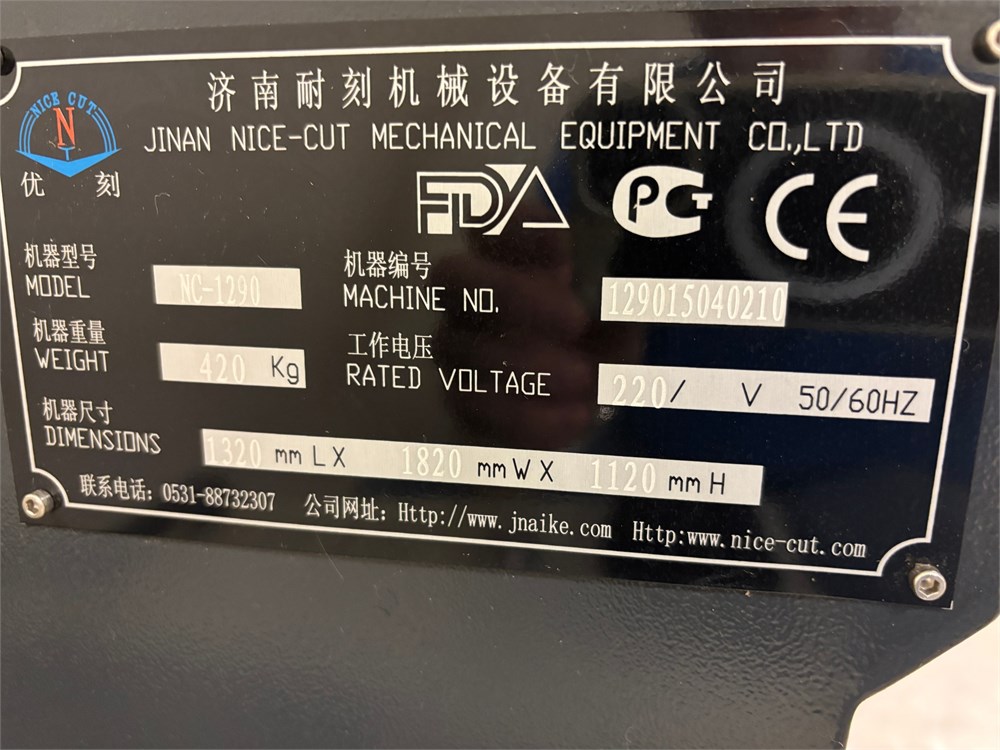 NICE CUT
N
优刻
济南耐刻机械设备有限公司
JINAN NICE-CUT MECHANICAL EQUIPMENT CO.,LTD
FDA PCT CE
机器型号
MODEL NC-1290
机器编号
MACHINE NO. 129015040210
机器重量
WEIGHT 420 Kg
工作电压
RATED VOLTAGE 220/ V 50/60HZ
机器尺寸
DIMENSIONS 1320 mm L X 1820 mm W X 1120 mm H
联系电话: 0531-88732307 公司网址: Http://www.jnaike.com Http:www.nice-cut.com